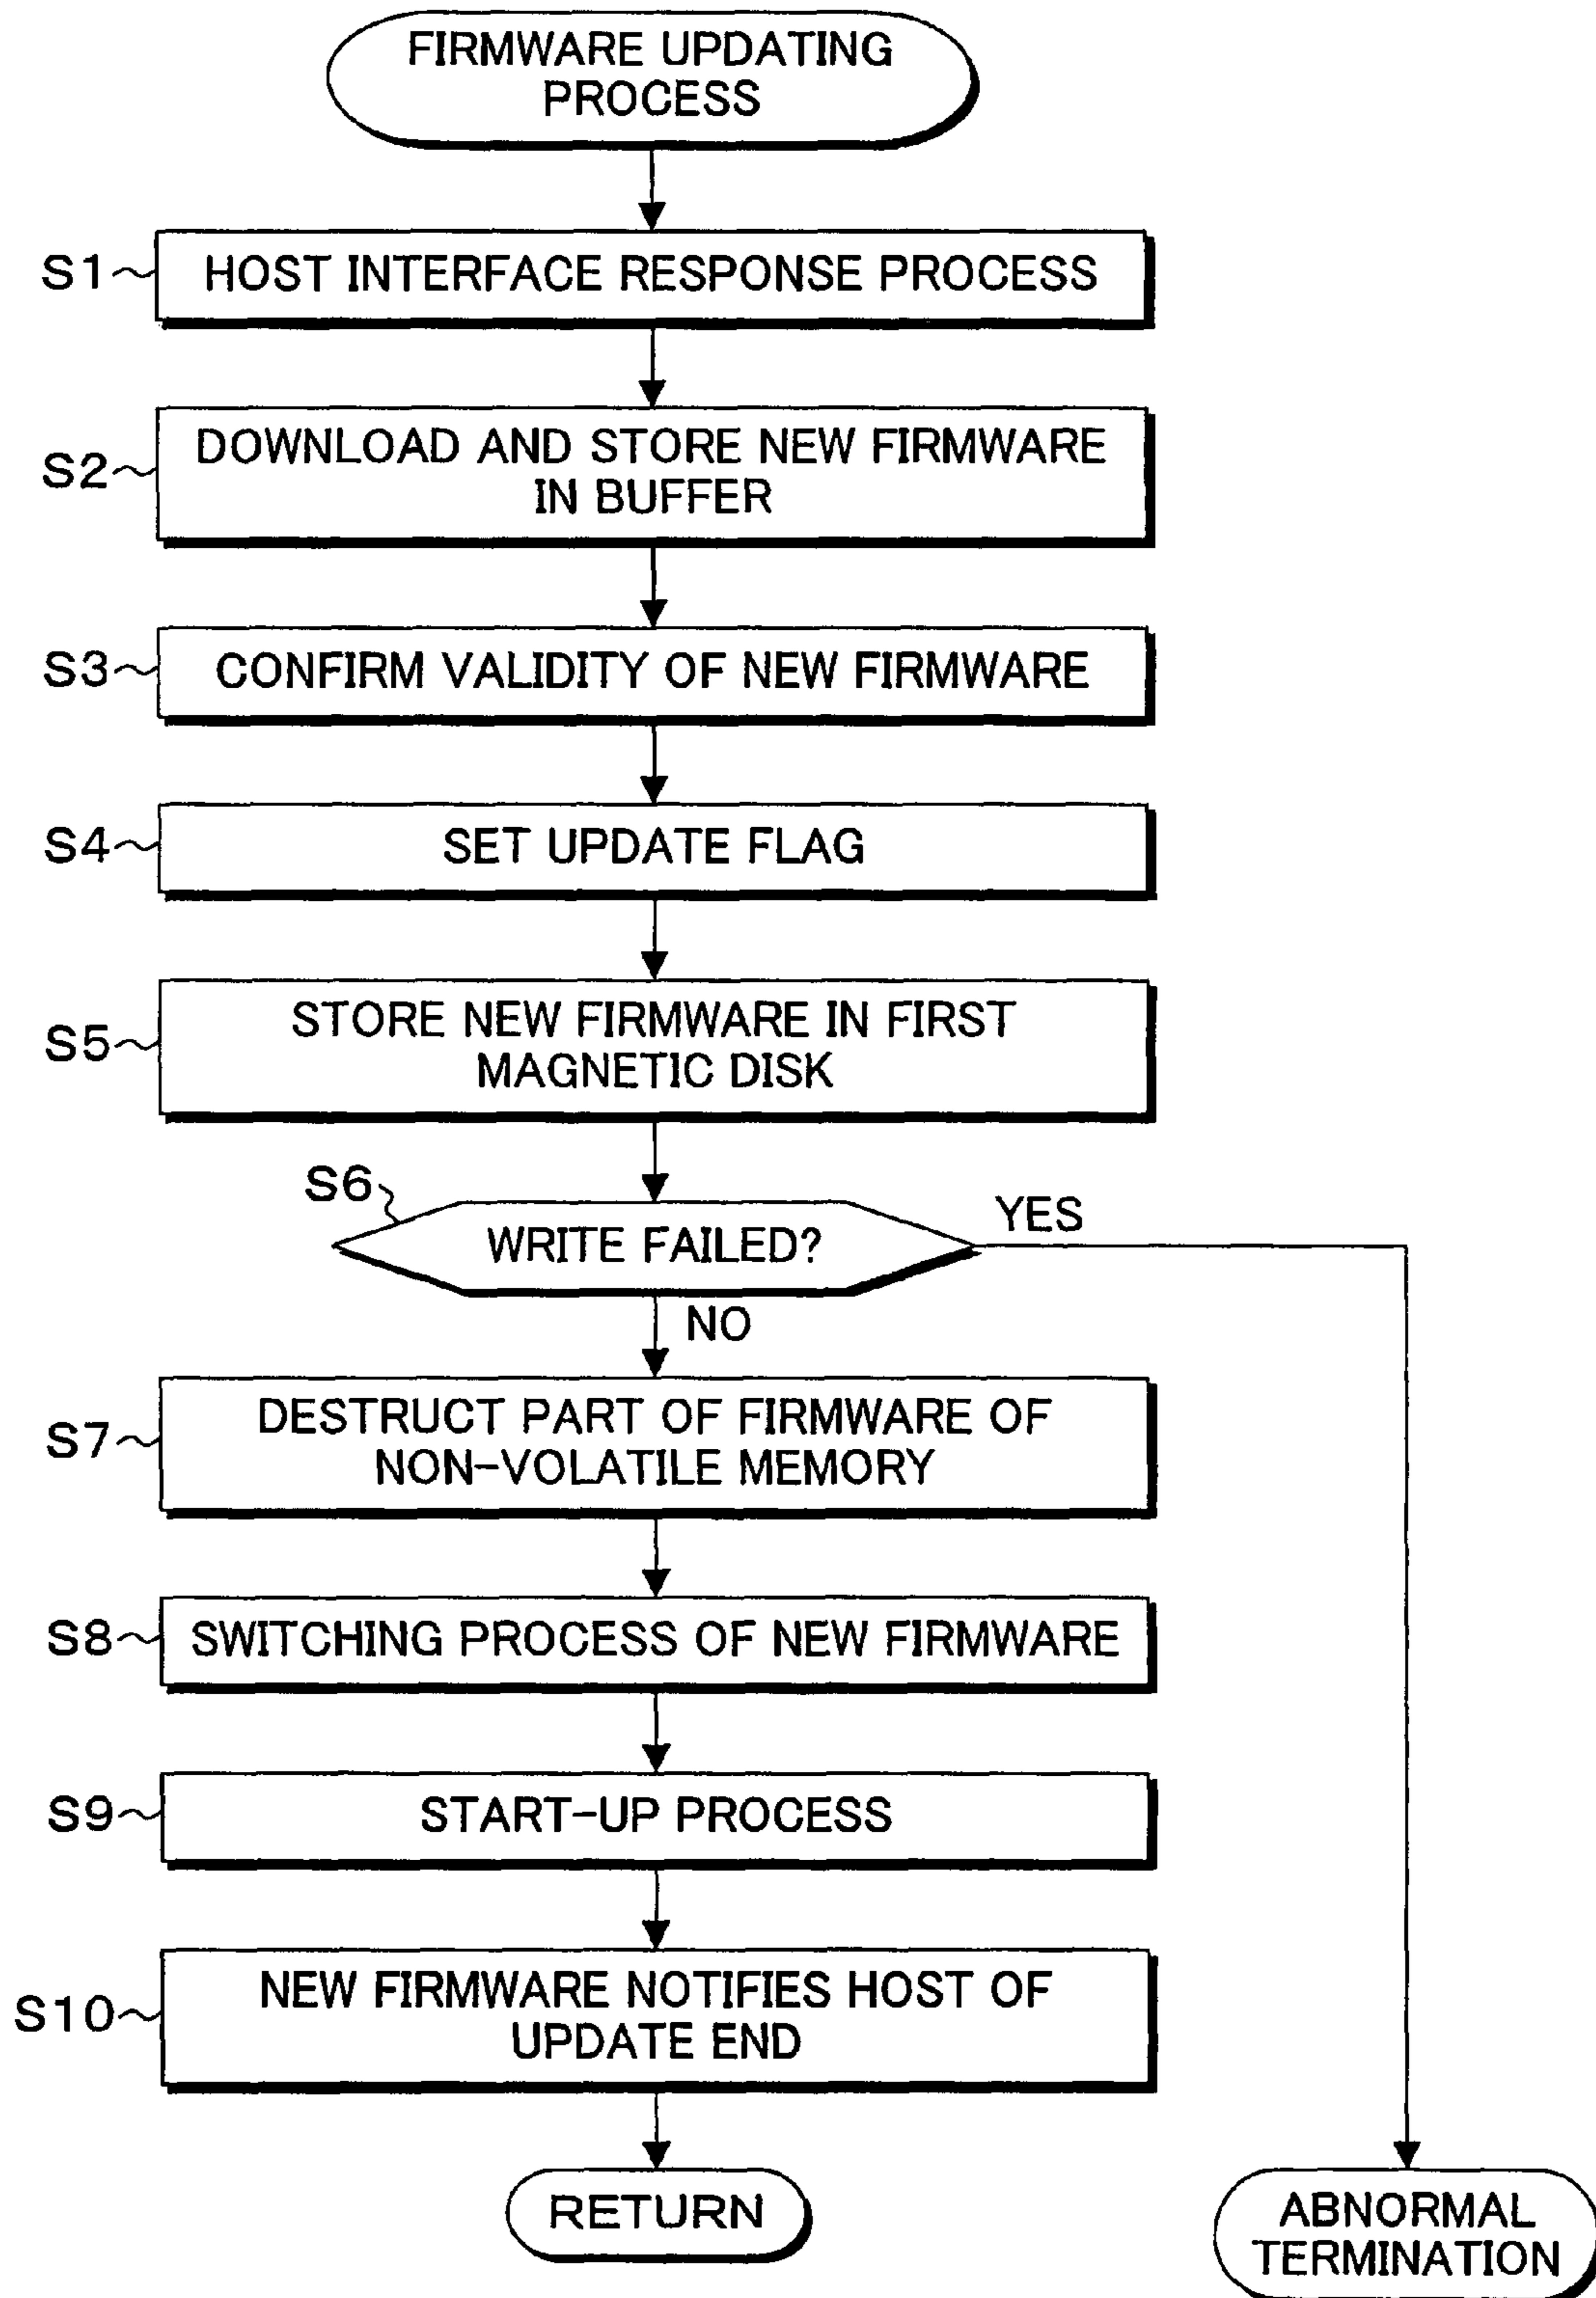 FIRMWARE UPDATING
PROCESS
S1
HOST INTERFACE RESPONSE PROCESS
S2
DOWNLOAD AND STORE NEW FIRMWARE
IN BUFFER
S3
CONFIRM VALIDITY OF NEW FIRMWARE
S4
SET UPDATE FLAG
S5
STORE NEW FIRMWARE IN FIRST
MAGNETIC DISK
S6
WRITE FAILED?
YES
NO
S7
DESTRUCT PART OF FIRMWARE OF
NON-VOLATILE MEMORY
S8
SWITCHING PROCESS OF NEW FIRMWARE
S9
START-UP PROCESS
S10
NEW FIRMWARE NOTIFIES HOST OF
UPDATE END
RETURN
ABNORMAL
TERMINATION